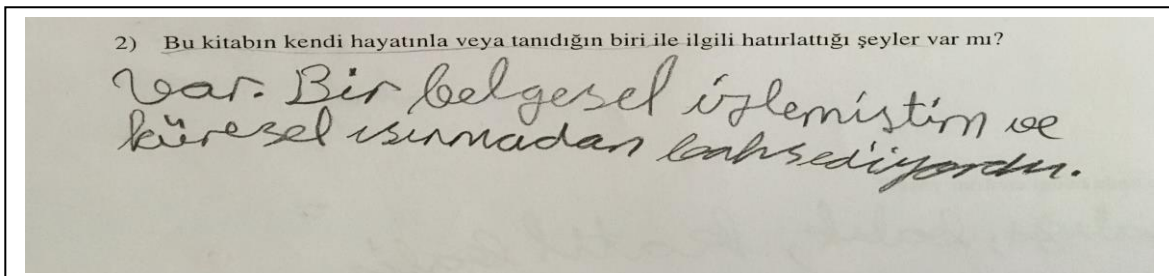 2) Bu kitabın kendi hayatınla veya tanıdığın biri ile ilgili hatırlattığı şeyler var mı?
Var. Bir belgesel izlemiştim ve
küresel ısınmadan bahsediyordu.